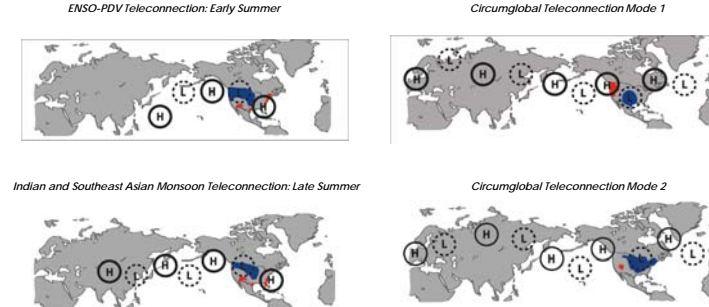 ENSO-PDV Teleconnection: Early Summer
H
L
H
L
H
Circumglobal Teleconnection Mode 1
H
L
H
L
H
L
H
L
H
L
Indian and Southeast Asian Monsoon Teleconnection: Late Summer
H
L
H
L
H
L
H
Circumglobal Teleconnection Mode 2
H
L
H
L
H
L
H
L
H
L